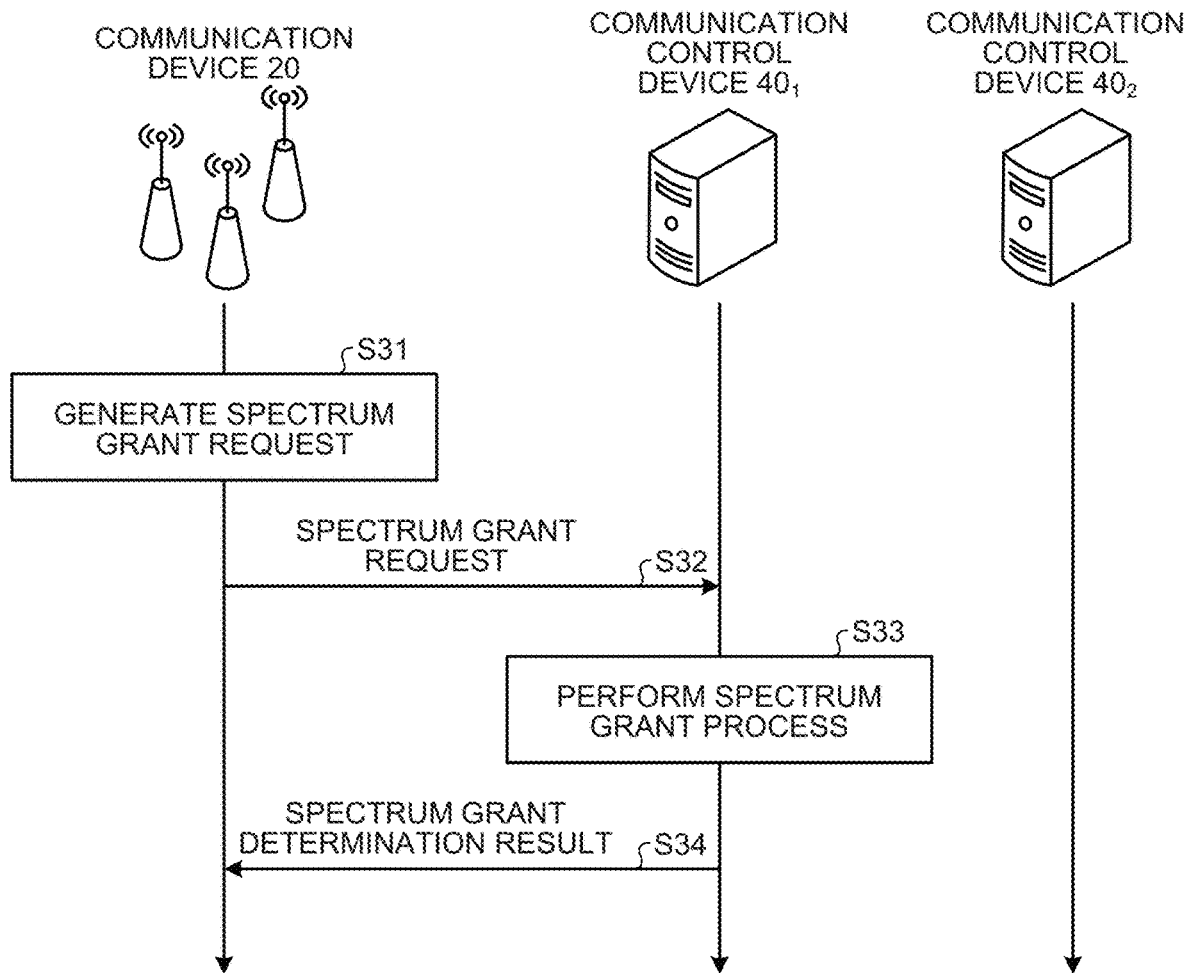 COMMUNICATION
DEVICE 20
COMMUNICATION
CONTROL
DEVICE 40₁
COMMUNICATION
CONTROL
DEVICE 40₂
S31
GENERATE SPECTRUM
GRANT REQUEST
SPECTRUM GRANT
REQUEST
S32
S33
PERFORM SPECTRUM
GRANT PROCESS
SPECTRUM GRANT
DETERMINATION RESULT
S34